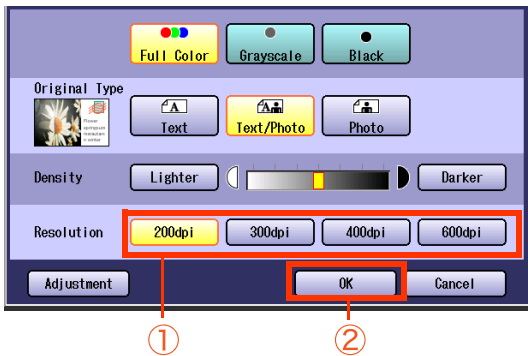 Full Color Grayscale Black
Original Type
A A
Text Text/Photo Photo
Density Lighter Darker
Resolution 200dpi 300dpi 400dpi 600dpi
Adjustment OK Cancel
① ②